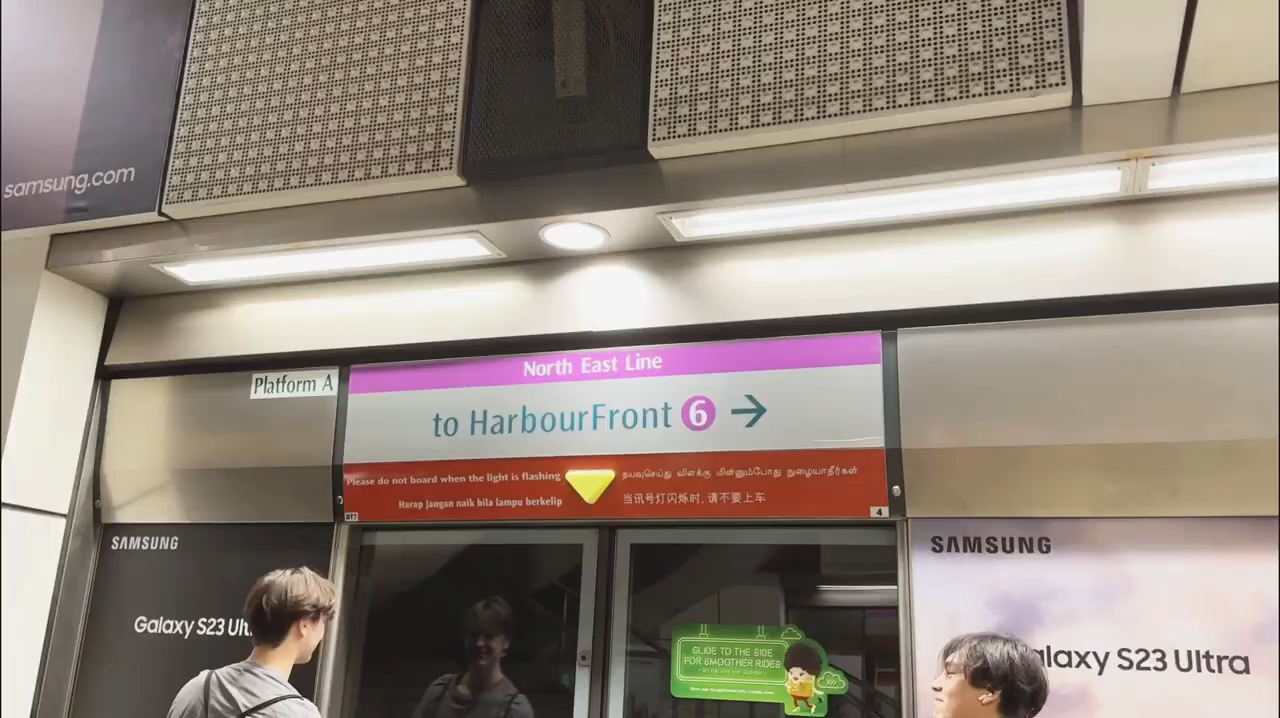 samsung.com
Platform A
North East Line
to HarbourFront 6 →
Please do not board when the light is flashing
Harap jangan naik bila lampu berkelip
தயவுசெய்து விளக்கு மின்னும்போது நுழையாதீர்கள்
当讯号灯闪烁时, 请不要上车
4
SAMSUNG
Galaxy S23 Ult
GLIDE TO THE SIDE
FOR SMOOTHER RIDES
SAMSUNG
alaxy S23 Ultra